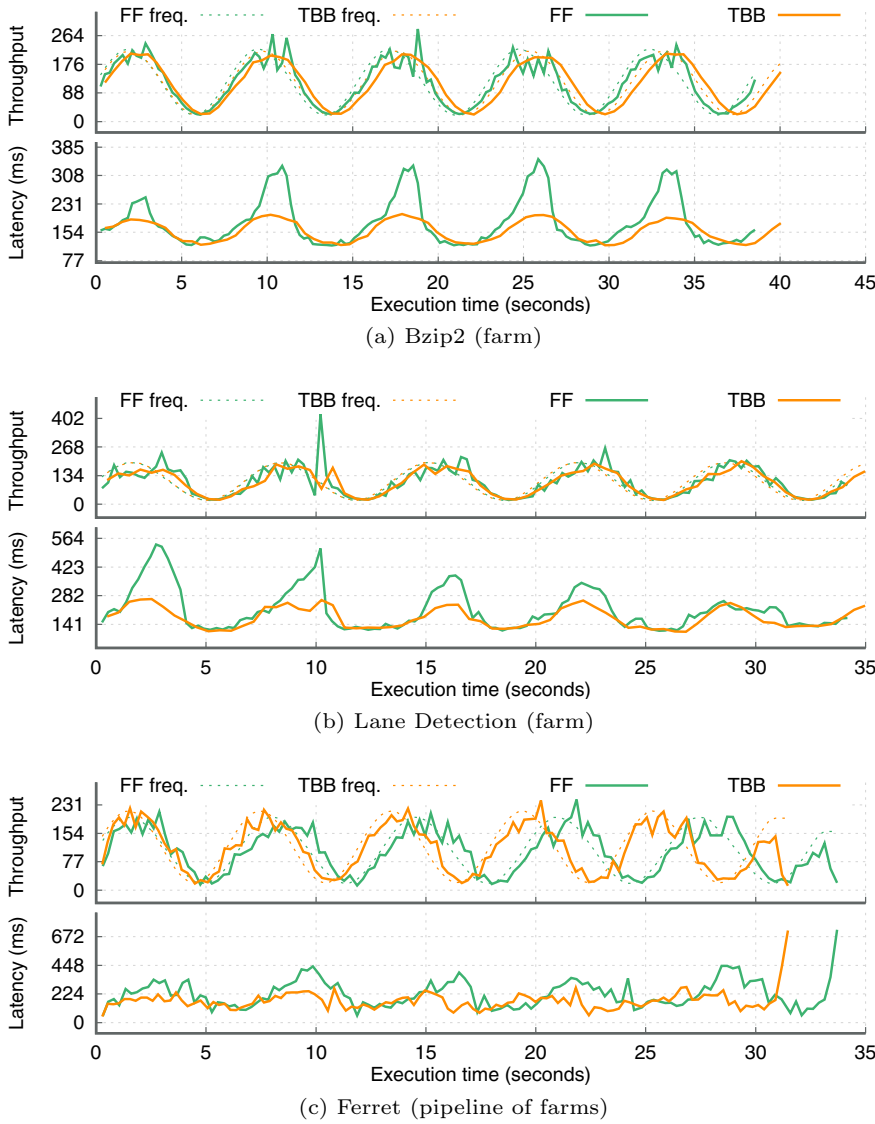 FF freq. TBB freq. FF TBB
Throughput
264
176
88
0
Latency (ms)
385
308
231
154
77
0 5 10 15 20 25 30 35 40 45
Execution time (seconds)
(a) Bzip2 (farm)
FF freq. TBB freq. FF TBB
Throughput
402
268
134
0
Latency (ms)
564
423
282
141
0 5 10 15 20 25 30 35
Execution time (seconds)
(b) Lane Detection (farm)
FF freq. TBB freq. FF TBB
Throughput
231
154
77
0
Latency (ms)
672
448
224
0
0 5 10 15 20 25 30 35
Execution time (seconds)
(c) Ferret (pipeline of farms)